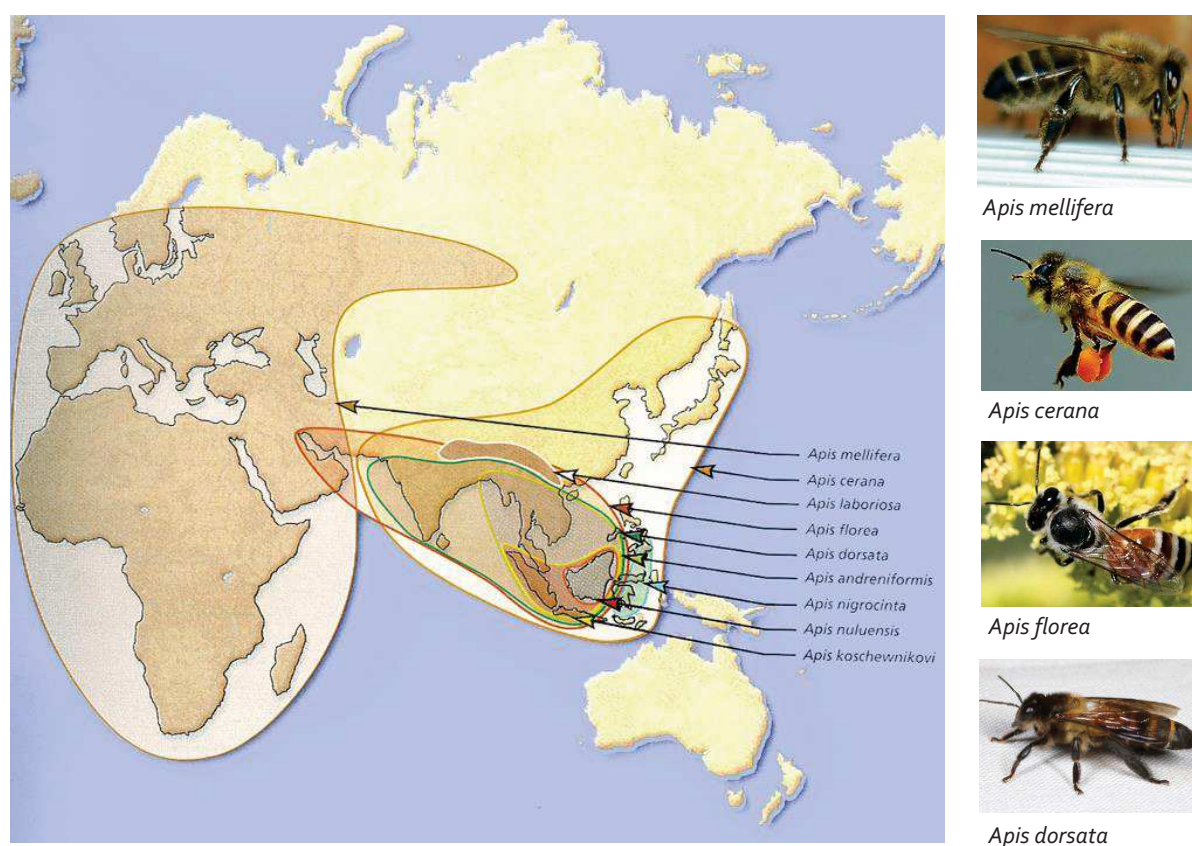 Apis mellifera
Apis cerana
Apis laboriosa
Apis florea
Apis dorsata
Apis andreniformis
Apis nigrocinta
Apis nuluensis
Apis koschewnikovi
Apis mellifera
Apis cerana
Apis florea
Apis dorsata